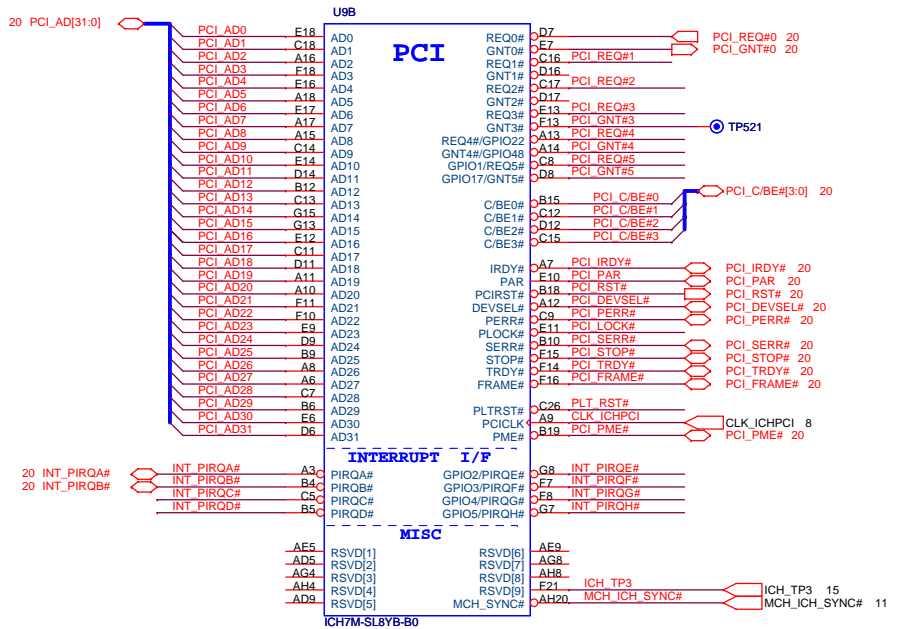 U9B
20 PCI_AD[31:0]
PCI
PCI_AD0 E18 AD0 REQ0# D7 PCI_REQ#0 20
PCI_AD1 C18 AD1 GNT0# E7 PCI_GNT#0 20
PCI_AD2 A16 AD2 REQ1# C16 PCI_REQ#1
PCI_AD3 F18 AD3 GNT1# D16
PCI_AD4 E16 AD4 REQ2# C17 PCI_REQ#2
PCI_AD5 A18 AD5 GNT2# D17
PCI_AD6 E17 AD6 REQ3# E13 PCI_REQ#3
PCI_AD7 A17 AD7 GNT3# F13 PCI_GNT#3 TP521
PCI_AD8 A15 AD8 REQ4#/GPIO22 A13 PCI_REQ#4
PCI_AD9 C14 AD9 GNT4#/GPIO48 A14 PCI_GNT#4
PCI_AD10 E14 AD10 GPIO1/REQ5# C8 PCI_REQ#5
PCI_AD11 D14 AD11 GPIO17/GNT5# D8 PCI_GNT#5
PCI_AD12 B12 AD12 PCI_C/BE#[3:0] 20
PCI_AD13 C13 AD13 C/BE0# B15 PCI_C/BE#0
PCI_AD14 G15 AD14 C/BE1# C12 PCI_C/BE#1
PCI_AD15 G13 AD15 C/BE2# D12 PCI_C/BE#2
PCI_AD16 E12 AD16 C/BE3# C15 PCI_C/BE#3
PCI_AD17 C11 AD17
PCI_AD18 D11 AD18 IRDY# A7 PCI_IRDY# PCI_IRDY# 20
PCI_AD19 A11 AD19 PAR E10 PCI_PAR PCI_PAR 20
PCI_AD20 A10 AD20 PCIRST# B18 PCI_RST# PCI_RST# 20
PCI_AD21 F11 AD21 DEVSEL# A12 PCI_DEVSEL# PCI_DEVSEL# 20
PCI_AD22 F10 AD22 PERR# C9 PCI_PERR# PCI_PERR# 20
PCI_AD23 E9 AD23 PLOCK# E11 PCI_LOCK#
PCI_AD24 D9 AD24 SERR# B10 PCI_SERR# PCI_SERR# 20
PCI_AD25 B9 AD25 STOP# F15 PCI_STOP# PCI_STOP# 20
PCI_AD26 A8 AD26 TRDY# F14 PCI_TRDY# PCI_TRDY# 20
PCI_AD27 A6 AD27 FRAME# F16 PCI_FRAME# PCI_FRAME# 20
PCI_AD28 C7 AD28
PCI_AD29 B6 AD29 PLTRST# C26 PLT_RST#
PCI_AD30 E6 AD30 PCICLK A9 CLK_ICHPCI CLK_ICHPCI 8
PCI_AD31 D6 AD31 PME# B19 PCI_PME# PCI_PME# 20
INTERRUPT I/F
20 INT_PIRQA# INT_PIRQA# A3 PIRQA# GPIO2/PIRQE# G8 INT_PIRQE#
20 INT_PIRQB# INT_PIRQB# B4 PIRQB# GPIO3/PIRQF# F7 INT_PIRQF#
INT_PIRQC# C5 PIRQC# GPIO4/PIRQG# F8 INT_PIRQG#
INT_PIRQD# B5 PIRQD# GPIO5/PIRQH# G7 INT_PIRQH#
MISC
AE5 RSVD[1] RSVD[6] AE9
AD5 RSVD[2] RSVD[7] AG8
AG4 RSVD[3] RSVD[8] AH8
AH4 RSVD[4] RSVD[9] F21 ICH_TP3 ICH_TP3 15
AD9 RSVD[5] MCH_SYNC# AH20 MCH_ICH_SYNC# MCH_ICH_SYNC# 11
ICH7M-SL8YB-B0